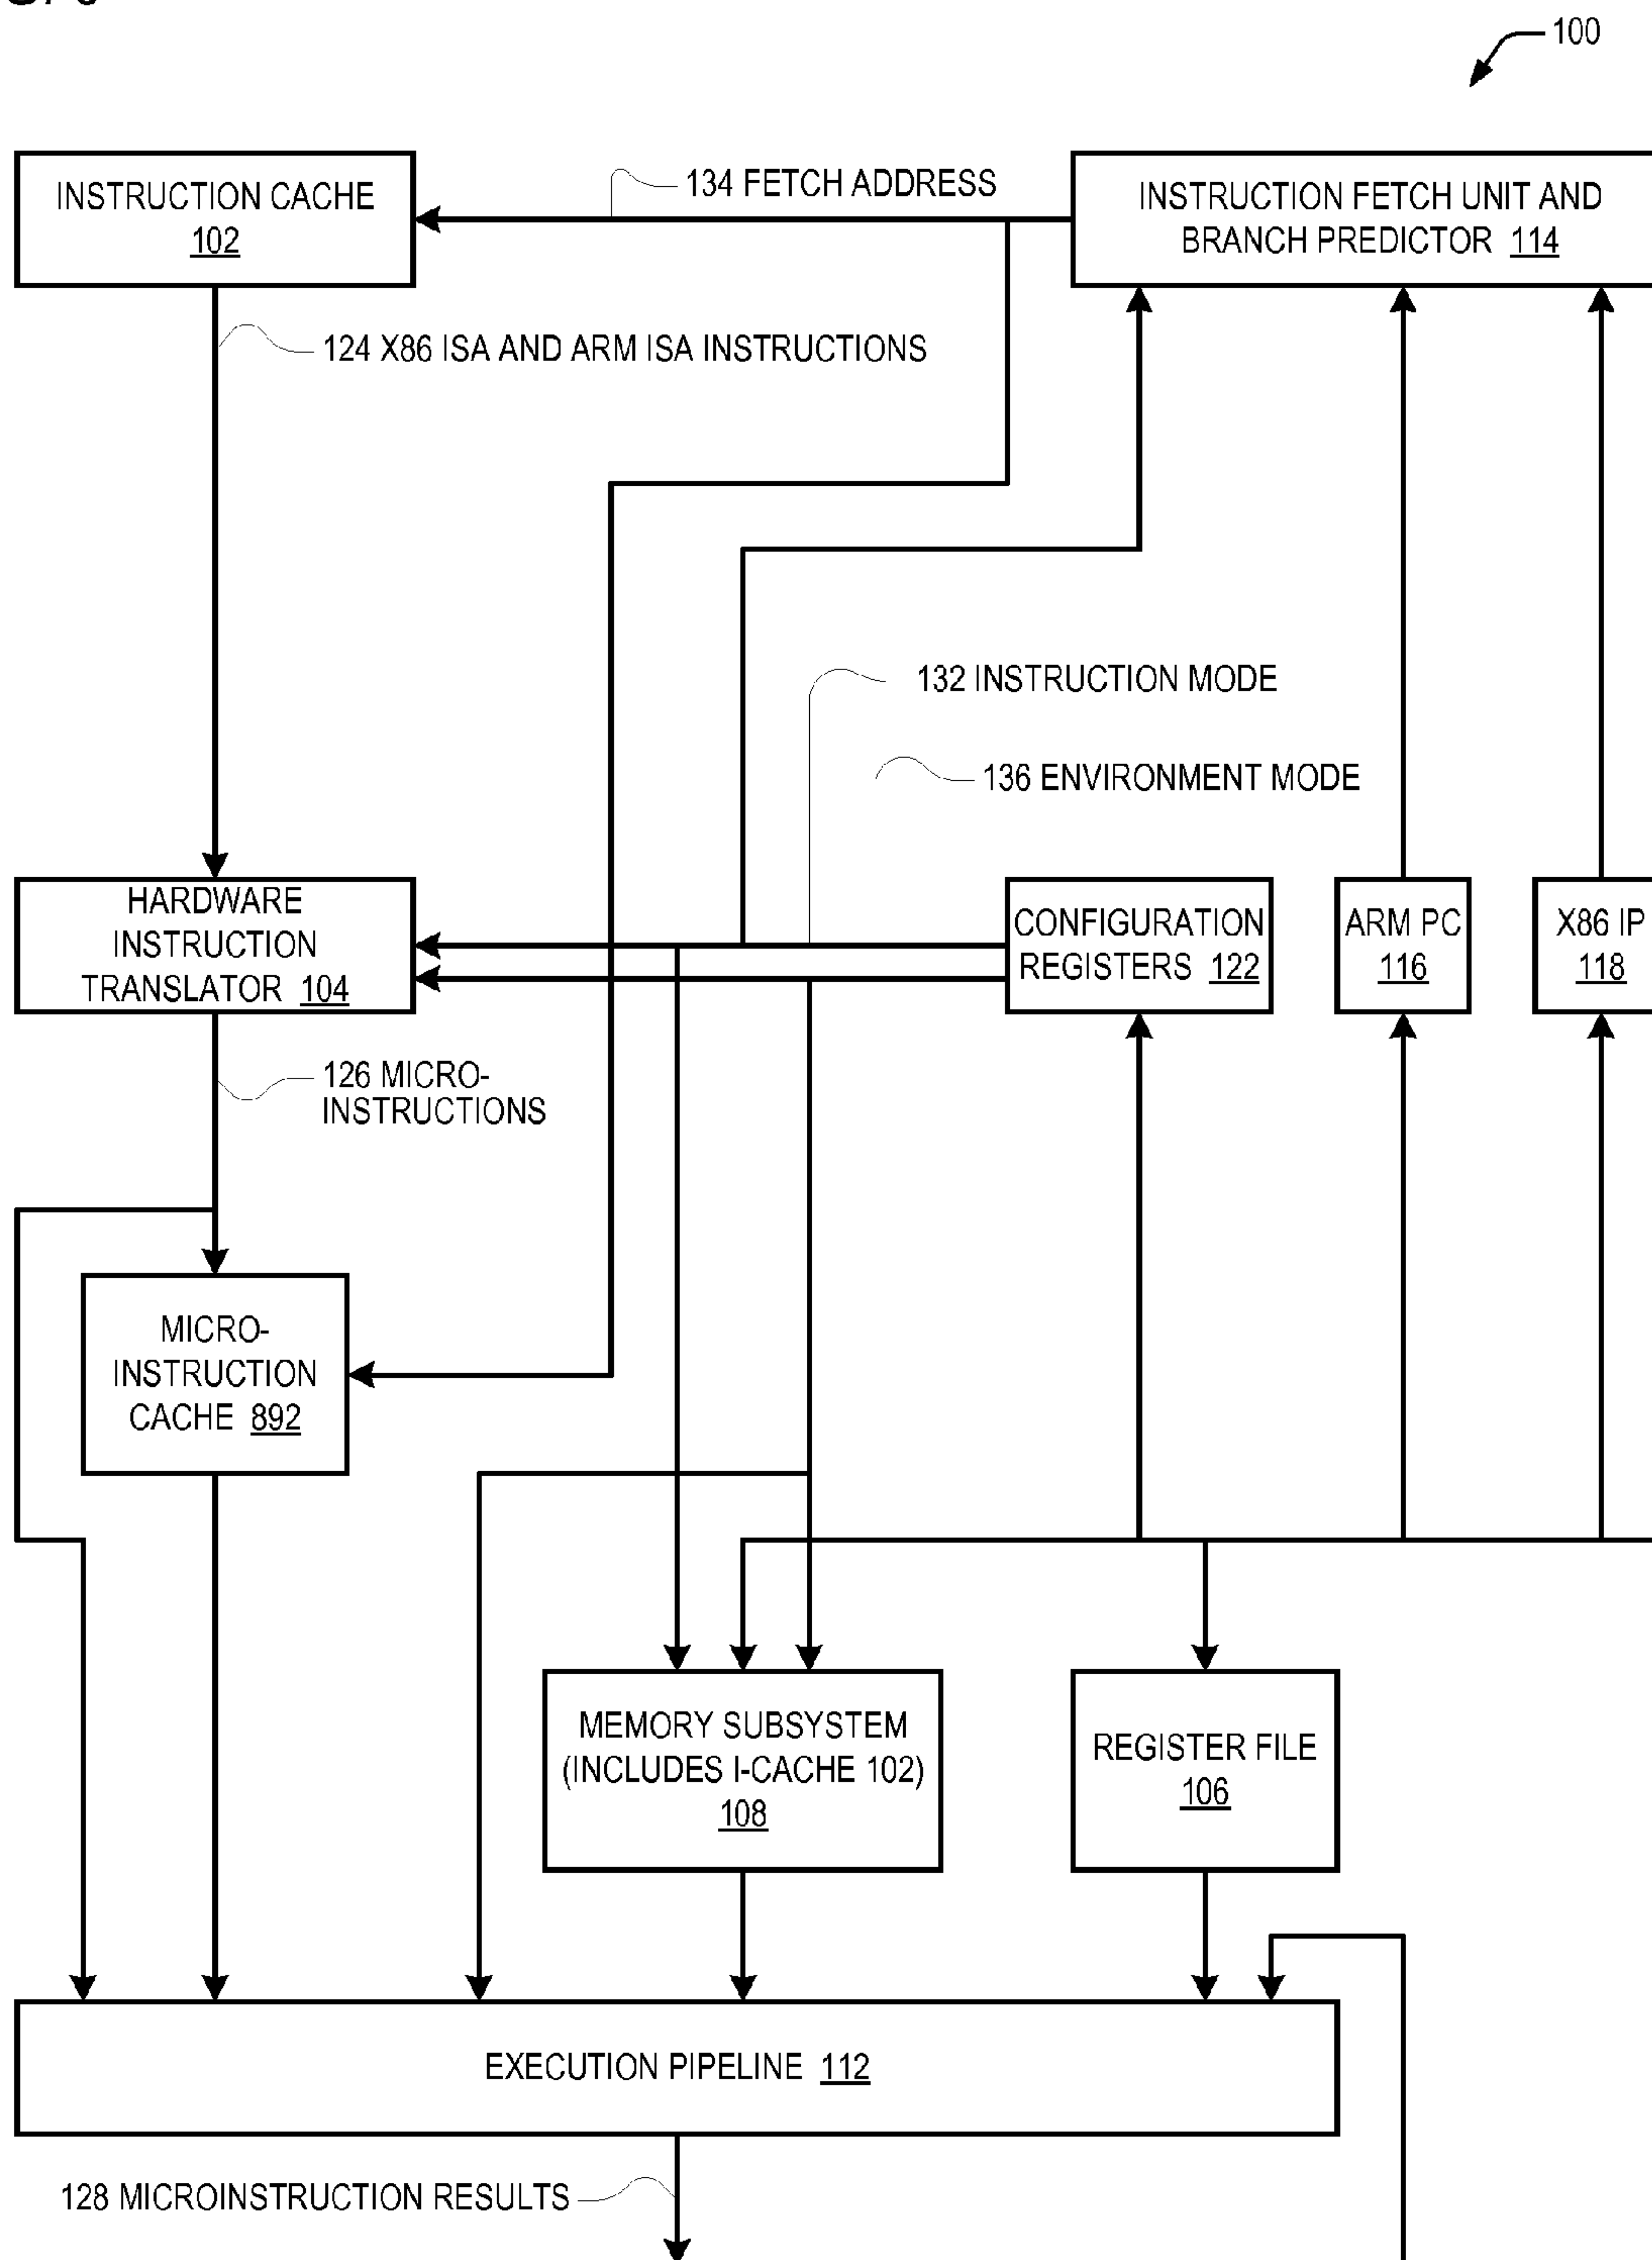 100
INSTRUCTION CACHE
102
134 FETCH ADDRESS
INSTRUCTION FETCH UNIT AND
BRANCH PREDICTOR 114
124 X86 ISA AND ARM ISA INSTRUCTIONS
132 INSTRUCTION MODE
136 ENVIRONMENT MODE
HARDWARE
INSTRUCTION
TRANSLATOR 104
CONFIGURATION
REGISTERS 122
ARM PC
116
X86 IP
118
126 MICRO-
INSTRUCTIONS
MICRO-
INSTRUCTION
CACHE 892
MEMORY SUBSYSTEM
(INCLUDES I-CACHE 102)
108
REGISTER FILE
106
EXECUTION PIPELINE 112
128 MICROINSTRUCTION RESULTS